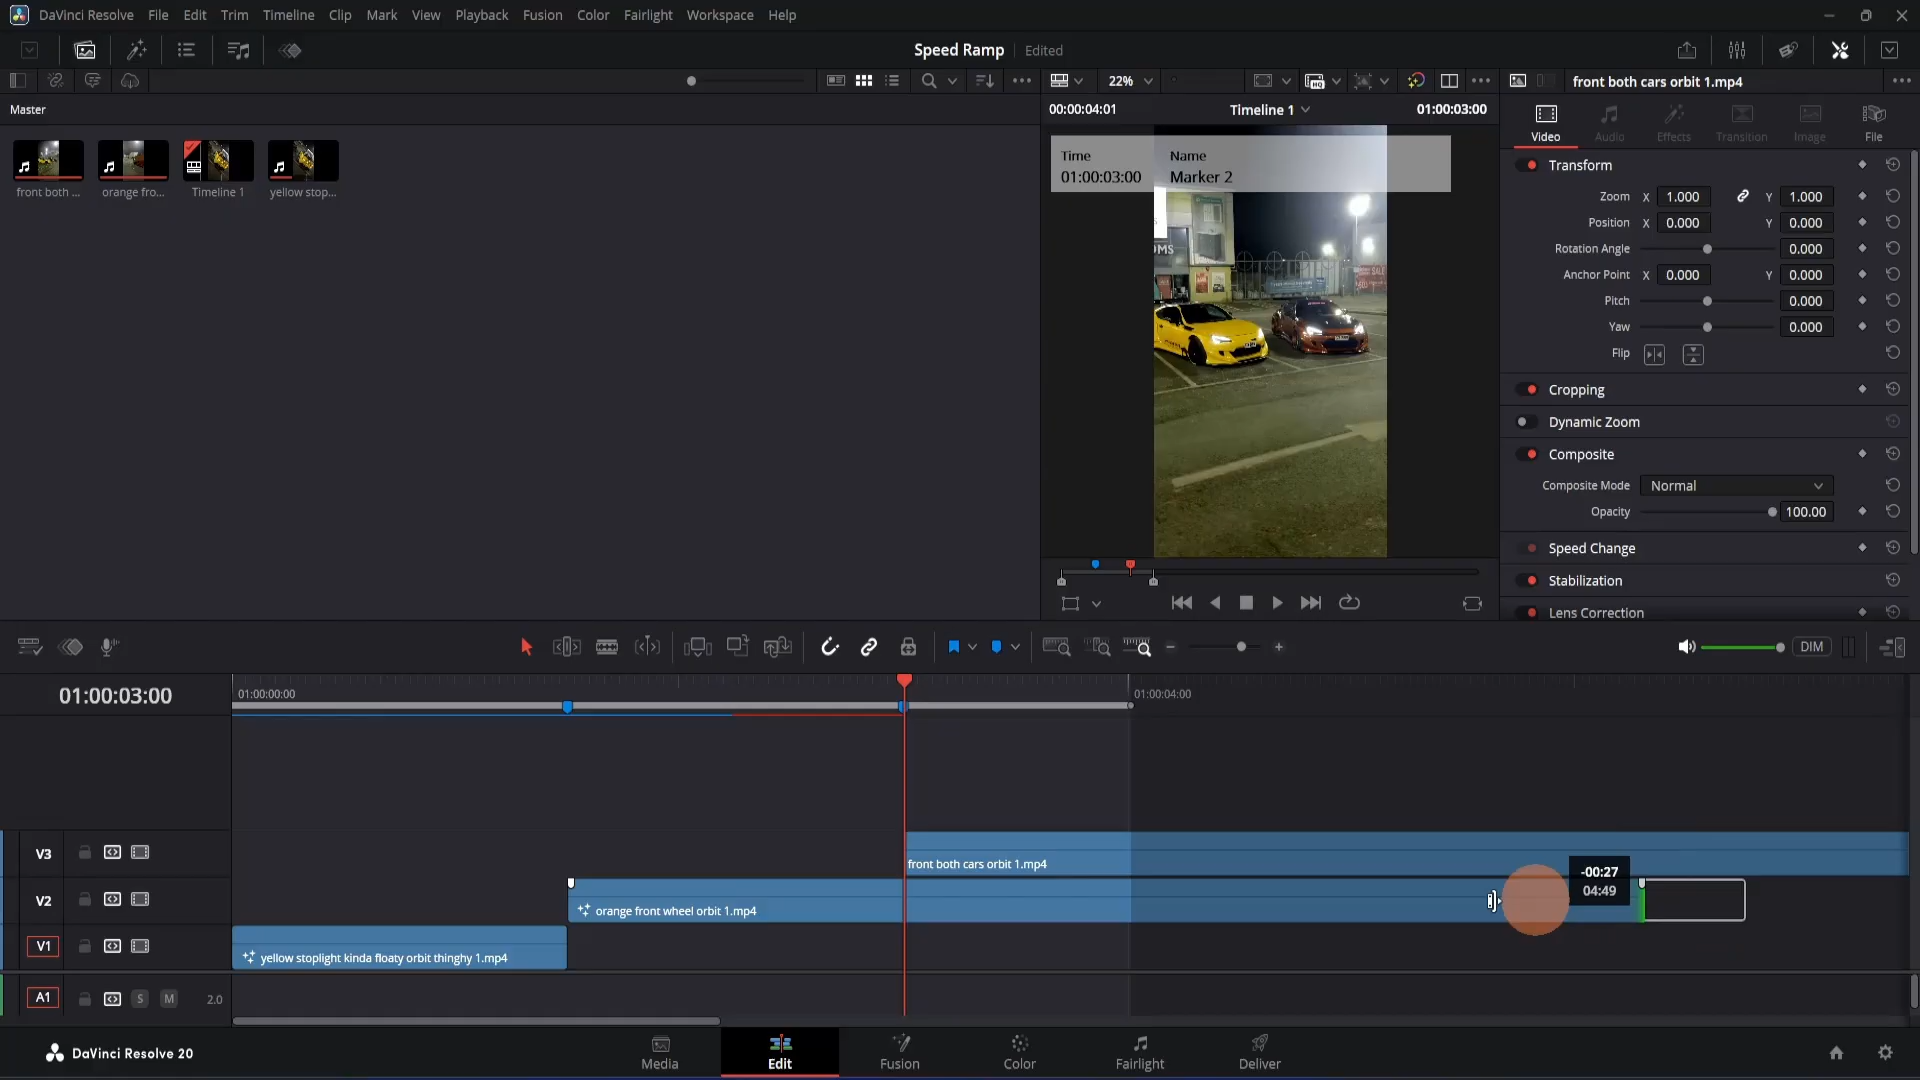 DaVinci Resolve File Edit Trim Timeline Clip Mark View Playback Fusion Color Fairlight Workspace Help
Speed Ramp Edited
22%
front both cars orbit 1.mp4
Master
00:00:04:01 Timeline 1 01:00:03:00
Video Audio Effects Transition Image File
Time Name
01:00:03:00 Marker 2
front both ... orange fro... Timeline 1 yellow stop...
Transform
Zoom X 1.000 Y 1.000
Position X 0.000 Y 0.000
Rotation Angle 0.000
Anchor Point X 0.000 Y 0.000
Pitch 0.000
Yaw 0.000
Flip
Cropping
Dynamic Zoom
Composite
Composite Mode Normal
Opacity 100.00
Speed Change
Stabilization
Lens Correction
DIM
01:00:03:00
01:00:00:00 01:00:04:00
V3 front both cars orbit 1.mp4
-00:27
04:49
V2 orange front wheel orbit 1.mp4
V1 yellow stoplight kinda floaty orbit thinghy 1.mp4
A1 S M 2.0
DaVinci Resolve 20
Media Edit Fusion Color Fairlight Deliver